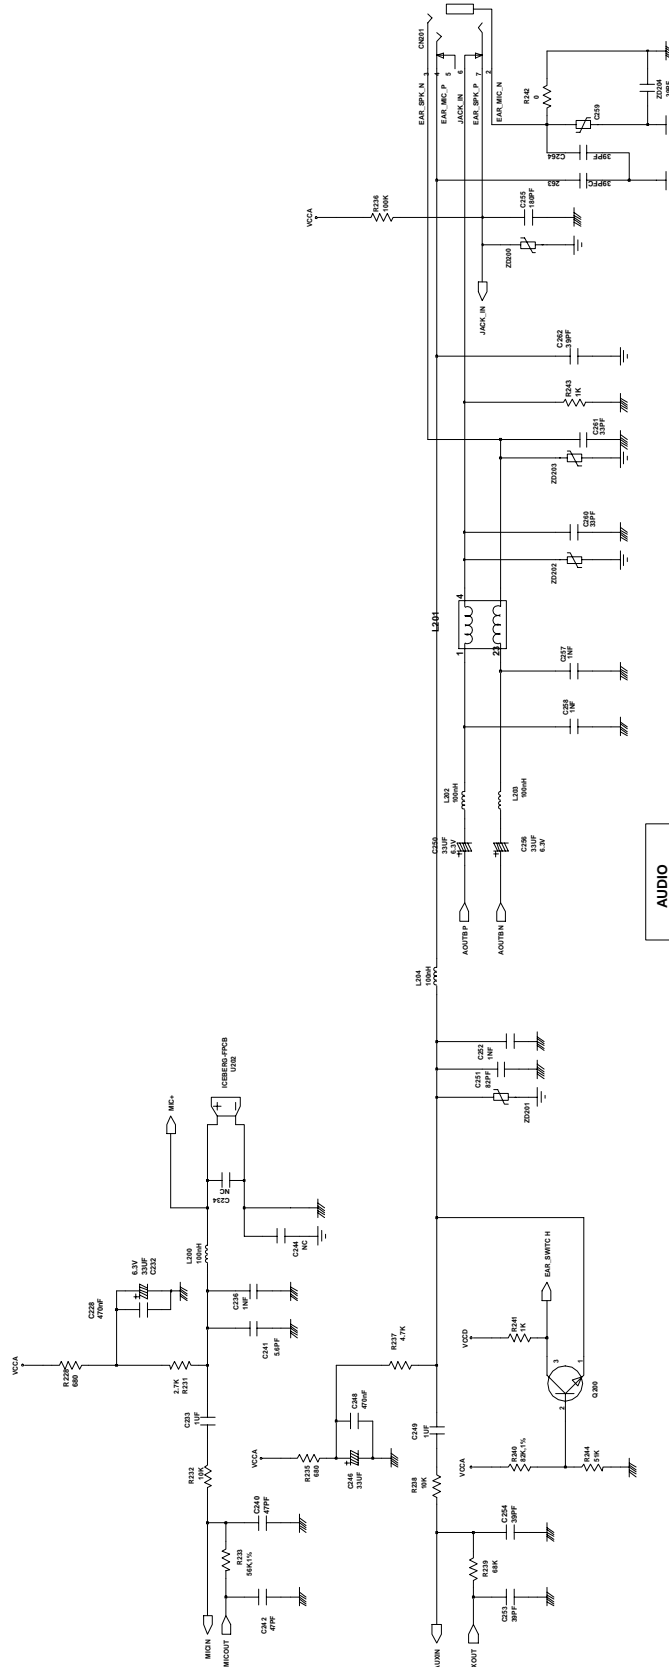 CN201
EAR_SPK_N
3
EAR_MIC_P
4
5
JACK_IN
6
EAR_SPK_P
7
EAR_MIC_N
2
R242
0
C259
ZD204
C264
39PF
263
39PFC
VCCA
R236
100K
C255
180PF
ZD200
JACK_IN
C262
39PF
R243
1K
C261
33PF
ZD203
C260
33PF
ZD202
L201
1
4
23
C257
1NF
C258
1NF
L202
100nH
L203
100nH
C250
33UF
6.3V
+
C256
33UF
6.3V
+
AOUTBP
AOUTBN
AUDIO
L204
100nH
C252
1NF
C251
82PF
ZD201
ICEBERG-FPCB
U202
+
-
MIC+
C234
NC
C244
NC
L200
100nH
6.3V
33UF
C232
+
C228
470nF
C236
1NF
C241
5.6PF
VCCA
R228
680
2.7K
R231
C233
1UF
R232
10K
C240
47PF
R233
56K,1%
C242
47PF
MICIN
MICOUT
R237
4.7K
C248
470nF
VCCA
R235
680
C246
33UF
+
C249
1UF
R238
10K
C254
39PF
R239
68K
C253
39PF
AUXIN
XOUT
EAR_SWITCH
VCCD
R241
1K
3
1
2
Q200
VCCA
R240
82K,1%
R244
51K